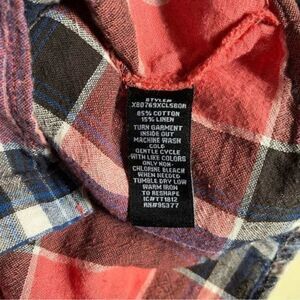 STYLE#
X80769XCLSBOR
85% COTTON
15% LINEN
TURN GARMENT
INSIDE OUT
MACHINE WASH
COLD
GENTLE CYCLE
WITH LIKE COLORS
ONLY NON-
CHLORINE BLEACH
WHEN NEEDED
TUMBLE DRY LOW
WARM IRON
TO RESHAPE
IC#TT1812
RN#95377